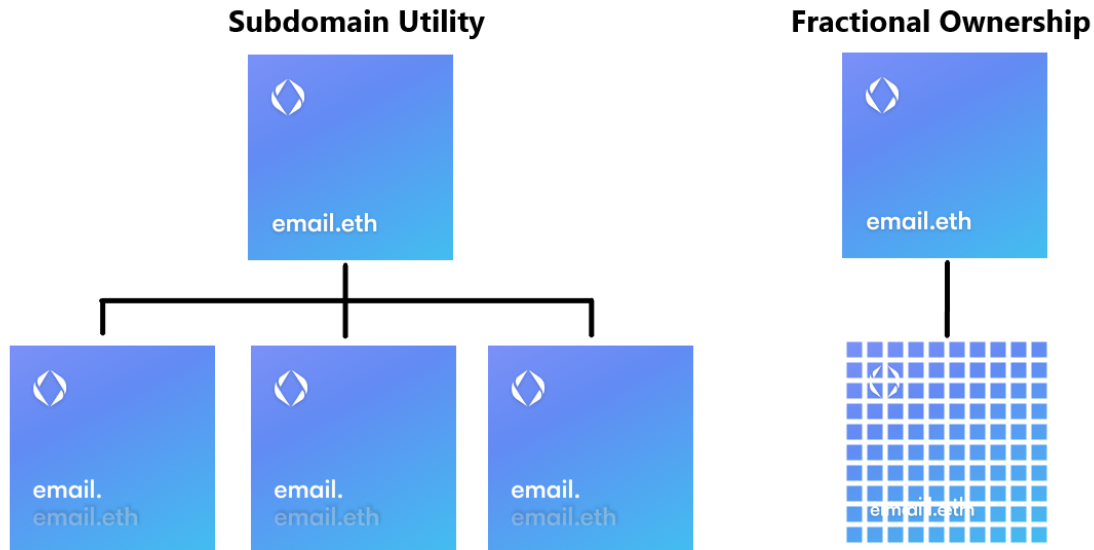 Subdomain Utility
Fractional Ownership
email.eth
email.eth
email.
email.eth
email.
email.eth
email.
email.eth
email.eth